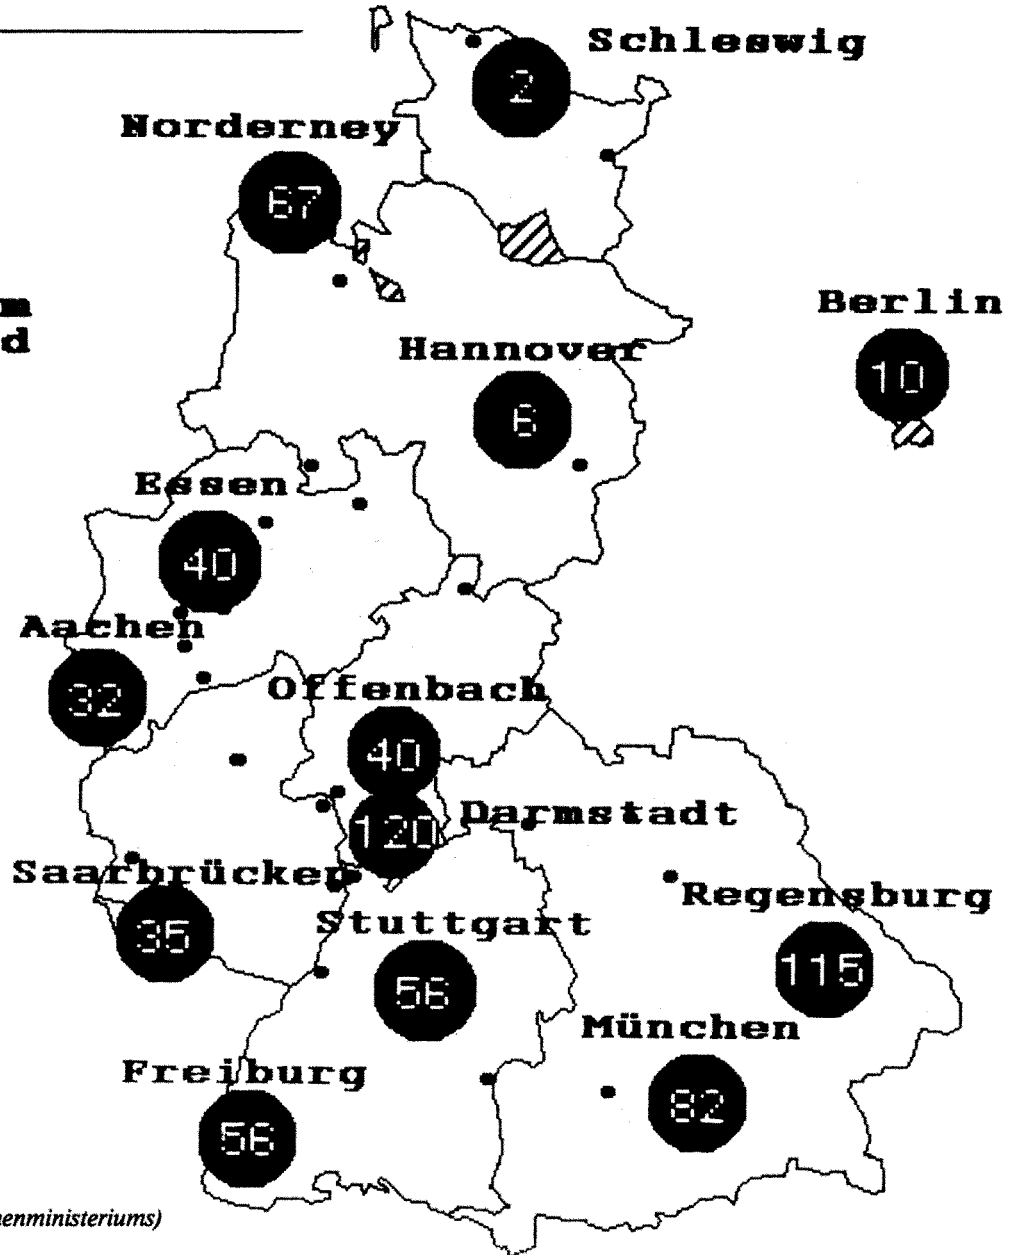 Schleswig
2
Norderney
67
m
d
Berlin
10
Hannover
6
Essen
40
Aachen
32
Offenbach
40
Darmstadt
120
Saarbrücken
35
Regensburg
115
Stuttgart
56
München
82
Freiburg
56
enministeriums)